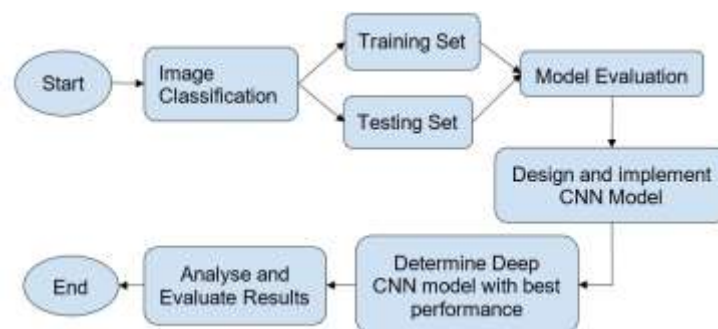 Start
Image
Classification
Training Set
Testing Set
Model Evaluation
Design and implement
CNN Model
Determine Deep
CNN model with best
performance
Analyse and
Evaluate Results
End